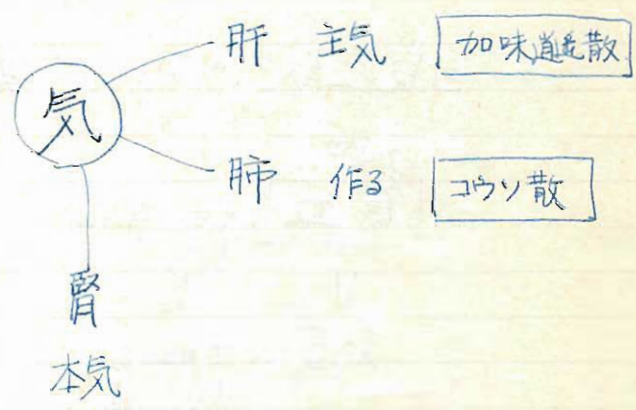 肝 主気 加味逍遙散
気
肺 作る コウソ散
腎
本気